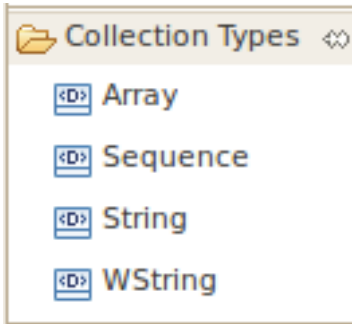 Collection Types
<D> Array
<D> Sequence
<D> String
<D> WString